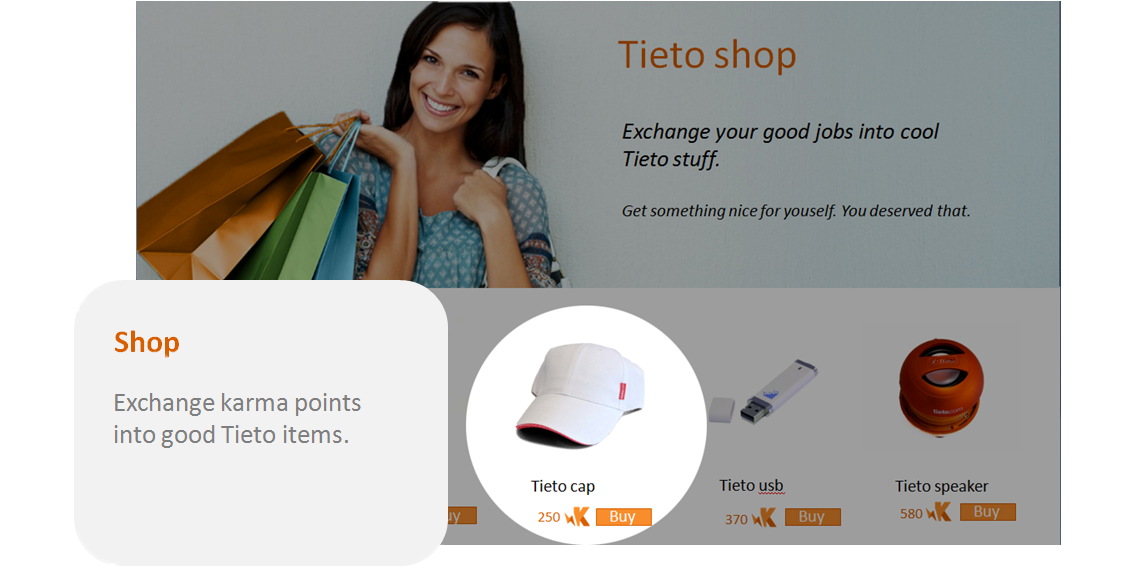 Tieto shop
Exchange your good jobs into cool
Tieto stuff.
Get something nice for youself. You deserved that.
Shop
Exchange karma points
into good Tieto items.
Tieto cap
Tieto usb
Tieto speaker
250 K Buy
370 K Buy
580 K Buy